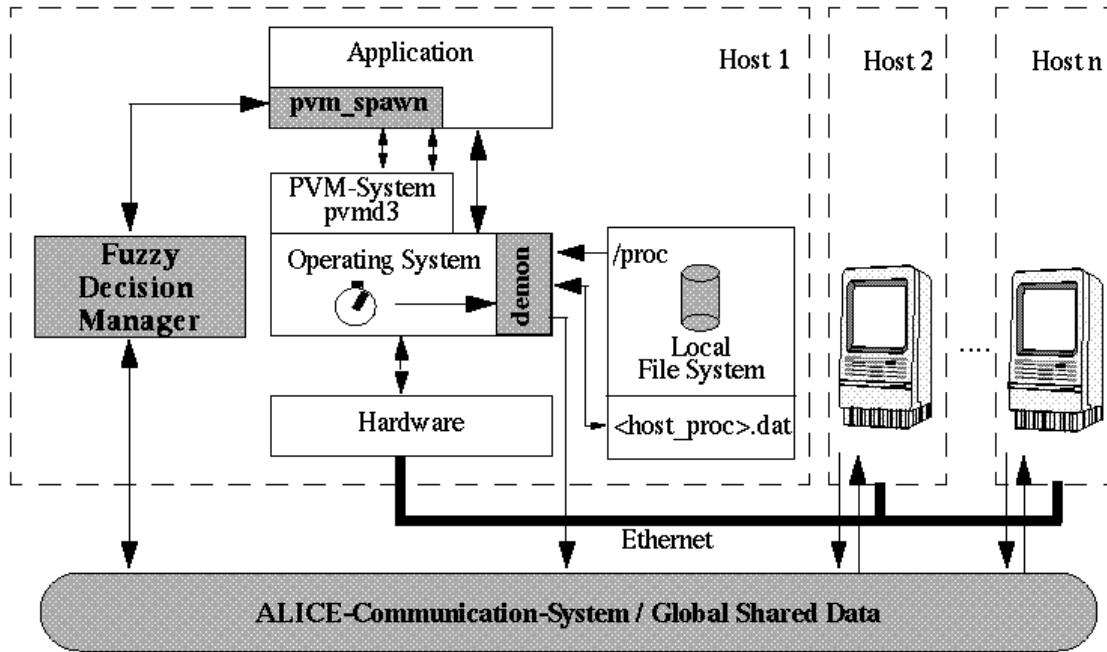 Application
Host 1
Host 2
Host n
pvm_spawn
PVM-System
pvmd3
Fuzzy
Decision
Manager
Operating System
demon
/proc
Local
File System
....
Hardware
<host_proc>.dat
Ethernet
ALICE-Communication-System / Global Shared Data